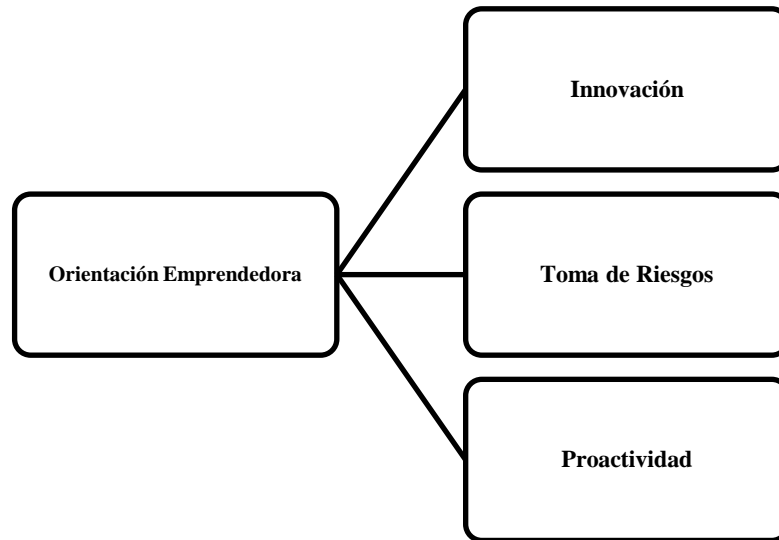 Innovación
Orientación Emprendedora
Toma de Riesgos
Proactividad